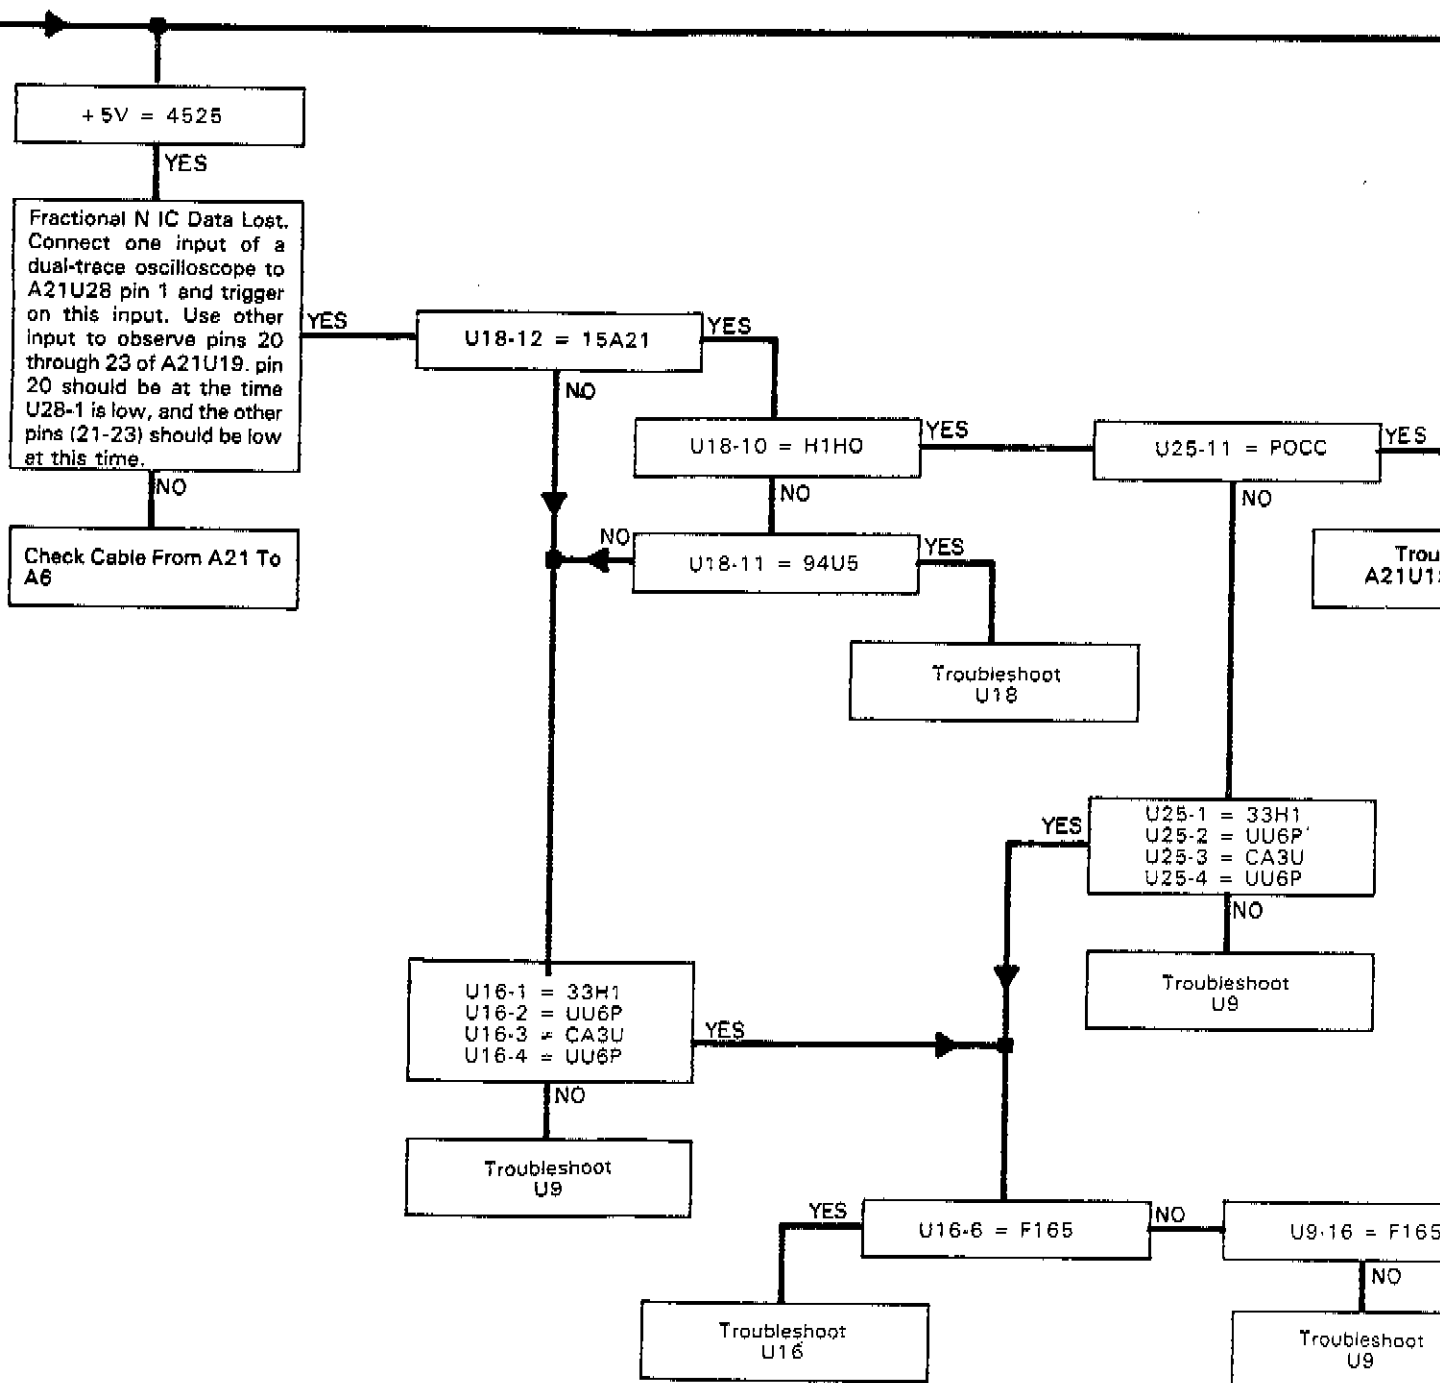 +5V = 4525
YES
Fractional N IC Data Lost.
Connect one input of a
dual-trace oscilloscope to
A21U28 pin 1 and trigger
on this input. Use other
input to observe pins 20
through 23 of A21U19. pin
20 should be at the time
U28-1 is low, and the other
pins (21-23) should be low
at this time.
YES
NO
Check Cable From A21 To
A6
U18-12 = 15A21
YES
NO
U18-10 = H1HO
YES
NO
U18-11 = 94U5
NO
YES
Troubleshoot
U18
U25-11 = POCC
YES
NO
Trou
A21U1
U25-1 = 33H1
U25-2 = UU6P
U25-3 = CA3U
U25-4 = UU6P
YES
NO
Troubleshoot
U9
U16-1 = 33H1
U16-2 = UU6P
U16-3 = CA3U
U16-4 = UU6P
YES
NO
Troubleshoot
U9
YES
U16-6 = F165
NO
U9-16 = F165
NO
Troubleshoot
U16
Troubleshoot
U9